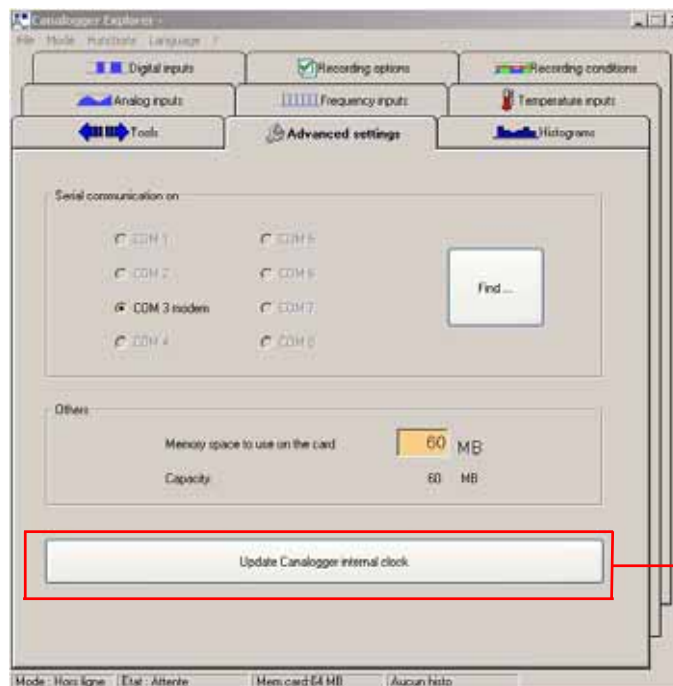 Canalogger Explorer -
File Mode Functions Language ?
Digital inputs Recording options Recording conditions
Analog inputs Frequency inputs Temperature inputs
Tools Advanced settings Histograms
Serial communication on
COM 1 COM 5
COM 2 COM 6
COM 3 modem COM 7
COM 4 COM 8
Find ...
Others
Memory space to use on the card 60 MB
Capacity 60 MB
Update Canalogger internal clock
Mode : Hors ligne Etat : Attente Mem card 64 MB Aucun histo